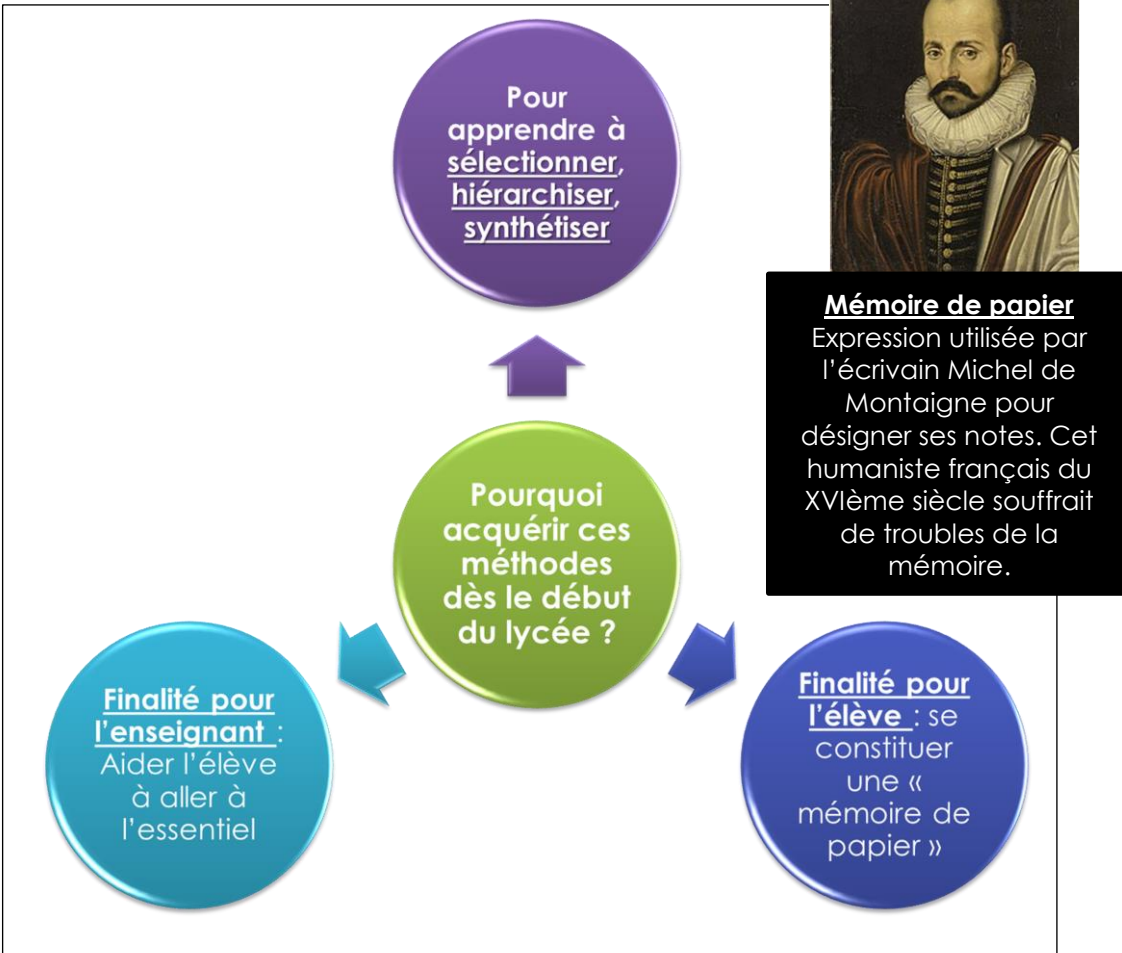 Pour
apprendre à
sélectionner,
hiérarchiser,
synthétiser
Mémoire de papier
Expression utilisée par
l’écrivain Michel de
Montaigne pour
désigner ses notes. Cet
humaniste français du
XVIème siècle souffrait
de troubles de la
mémoire.
Pourquoi
acquérir ces
méthodes
dès le début
du lycée ?
Finalité pour
l’enseignant :
Aider l’élève
à aller à
l’essentiel
Finalité pour
l’élève : se
constituer
une «
mémoire de
papier »